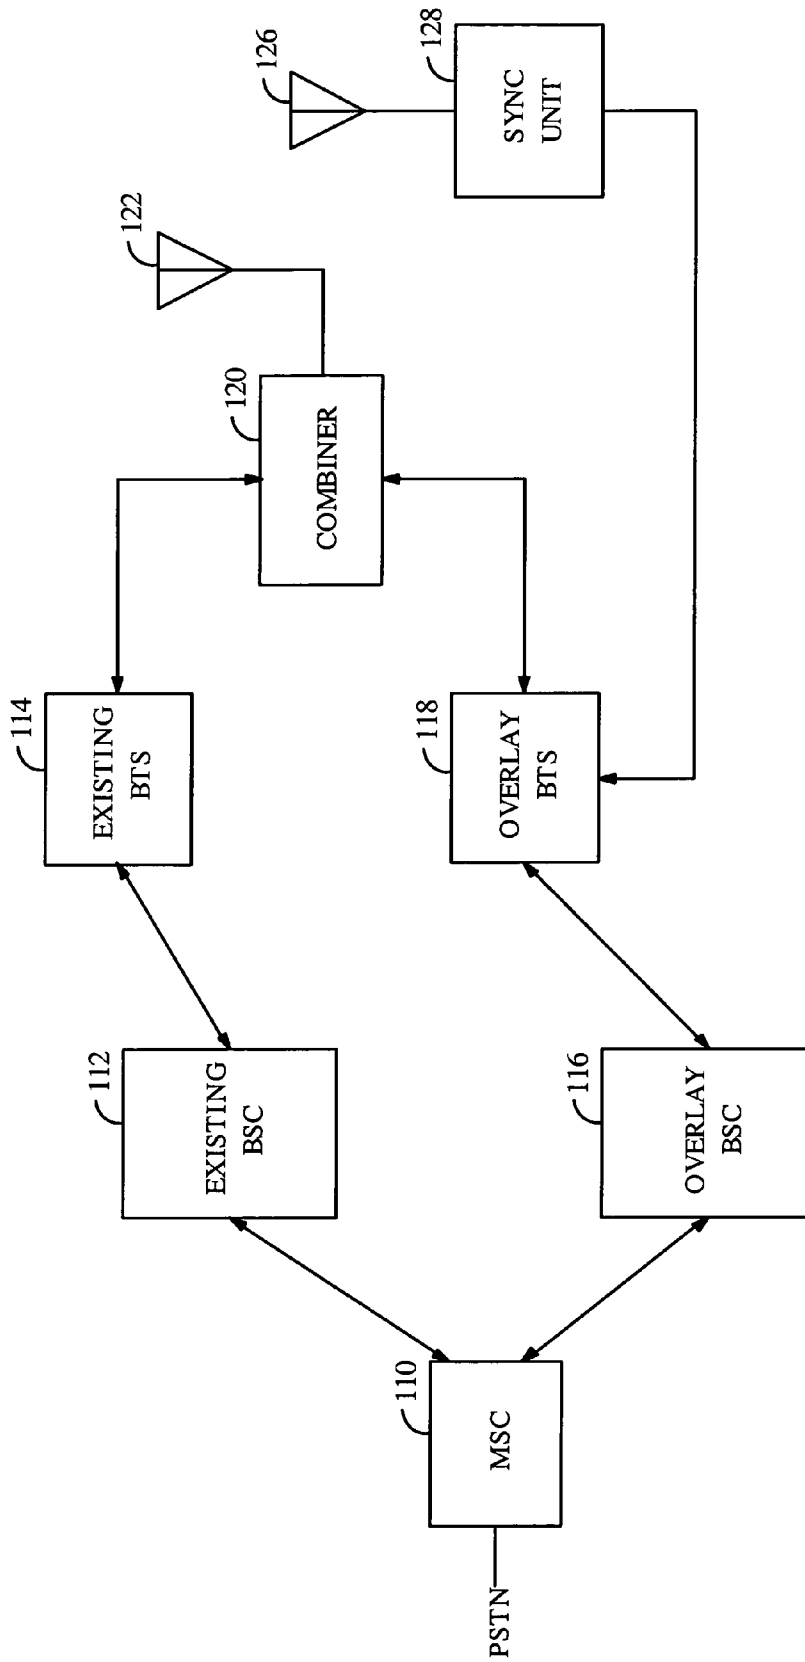 PSTN
110
MSC
112
EXISTING
BSC
114
EXISTING
BTS
116
OVERLAY
BSC
118
OVERLAY
BTS
120
COMBINER
122
126
128
SYNC
UNIT